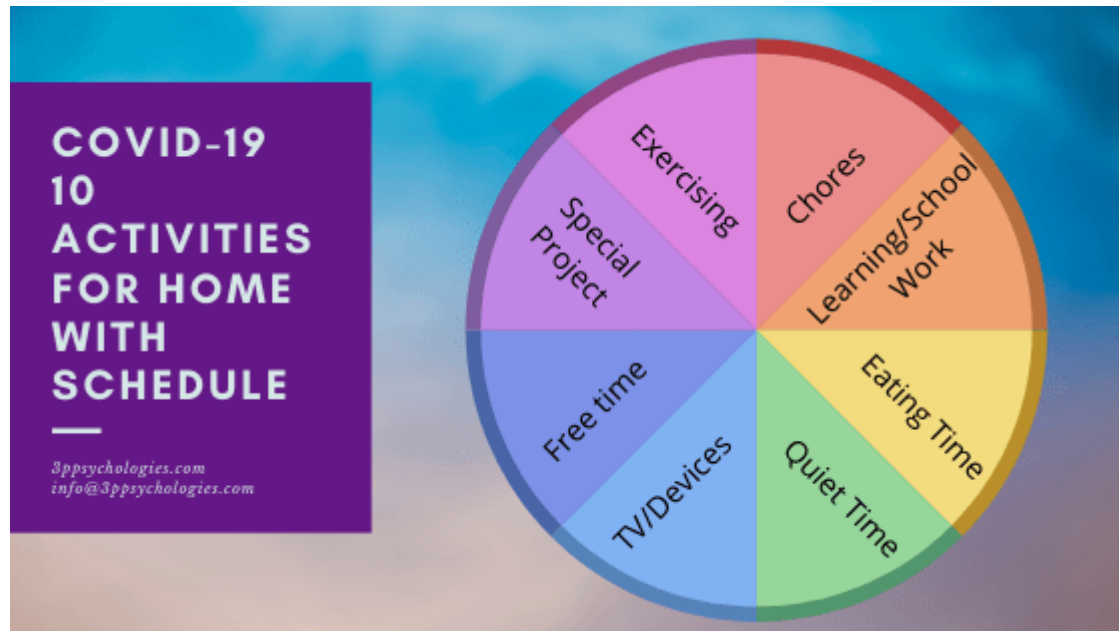 COVID-19
10
ACTIVITIES
FOR HOME
WITH
SCHEDULE
3ppsychologies.com
info@3ppsychologies.com
Exercising
Chores
Learning/School
Work
Eating Time
Quiet Time
TV/Devices
Free time
Special
Project